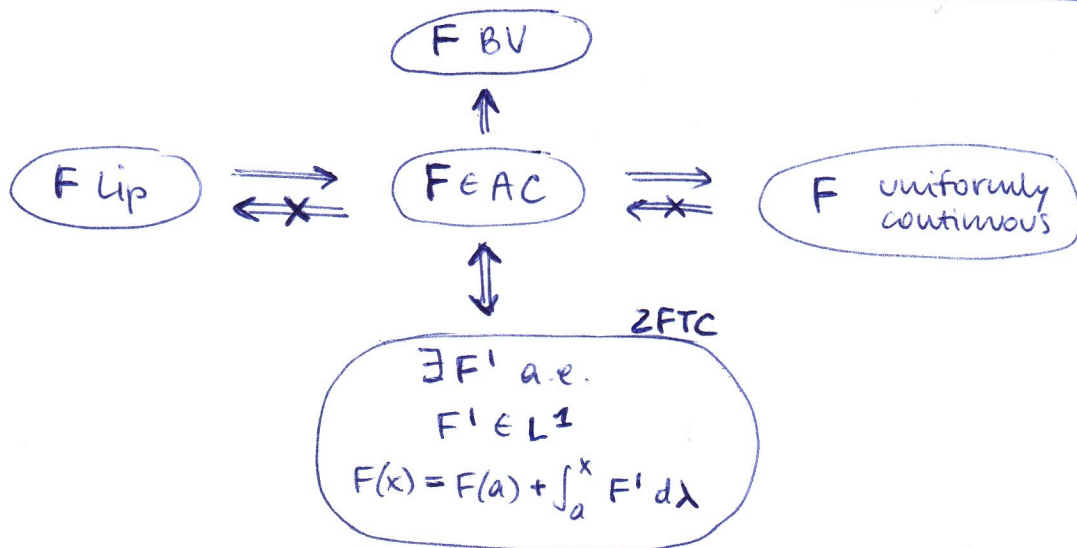 F BV
F Lip
F ∈ AC
F uniformly
continuous
2FTC
∃ F' a.e.
F' ∈ L¹
F(x) = F(a) + ∫ₐˣ F' dλ